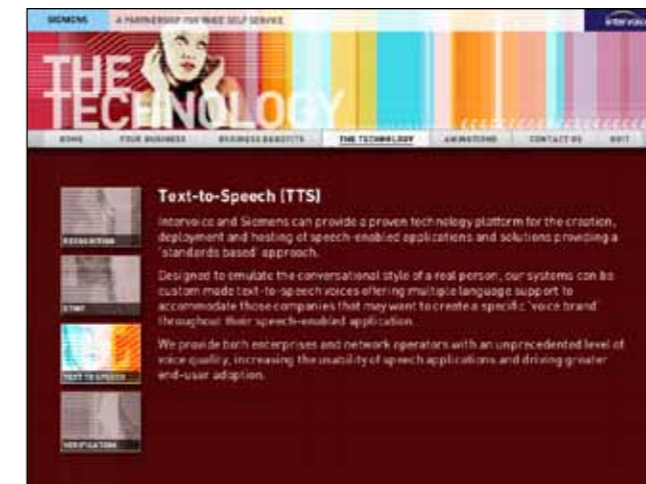 SIEMENS A PARTNERSHIP FOR VOICE SELF SERVICE intervoice
THE
TECHNOLOGY
HOME YOUR BUSINESS BUSINESS BENEFITS THE TECHNOLOGY ANIMATIONS CONTACT US EXIT
Text-to-Speech (TTS)
Intervoice and Siemens can provide a proven technology platform for the creation,
deployment and hosting of speech-enabled applications and solutions providing a
'standards based' approach.
RECOGNITION
Designed to emulate the conversational style of a real person, our systems can be
custom made text-to-speech voices offering multiple language support to
accommodate those companies that may want to create a specific 'voice brand'
throughout their speech-enabled application.
We provide both enterprises and network operators with an unprecedented level of
voice quality, increasing the usability of speech applications and driving greater
end-user adoption.
TEXT TO SPEECH
VERIFICATION